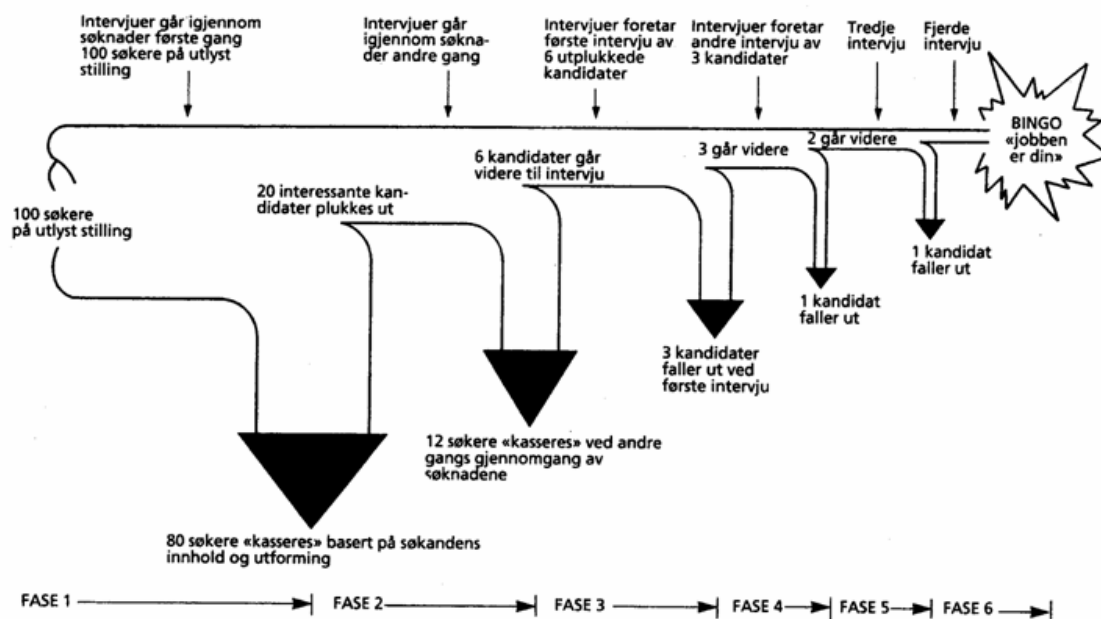 Intervjuer går igjennom
søknader første gang
100 søkere på utlyst
stilling
Intervjuer går
igjennom søkna-
der andre gang
Intervjuer foretar
første intervju av
6 utplukkede
kandidater
Intervjuer foretar
andre intervju av
3 kandidater
Tredje
intervju
Fjerde
intervju
BINGO
«jobben
er din»
2 går videre
3 går videre
6 kandidater går
videre til intervju
20 interessante kan-
didater plukkes ut
100 søkere
på utlyst stilling
1 kandidat
faller ut
1 kandidat
faller ut
3 kandidater
faller ut ved
første intervju
12 søkere «kasseres» ved andre
gangs gjennomgang av
søknadene
80 søkere «kasseres» basert på søkandens
innhold og utforming
FASE 1
FASE 2
FASE 3
FASE 4
FASE 5
FASE 6